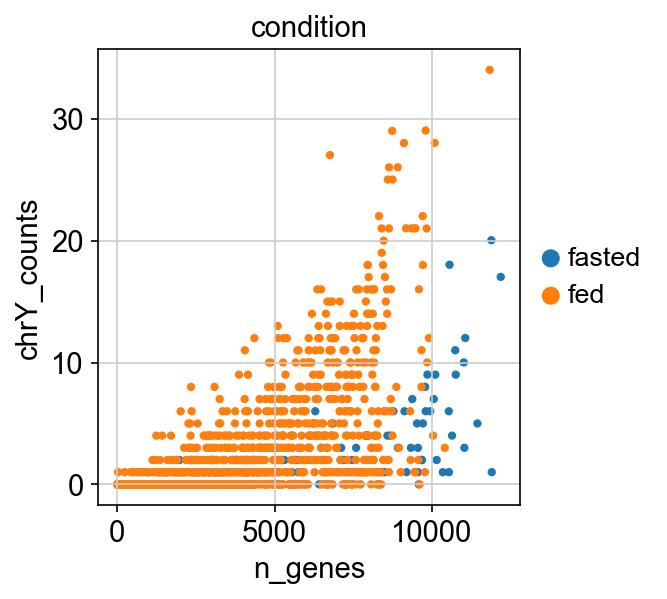 condition
30
20
10
0
chrY_counts
0 5000 10000
n_genes
fasted
fed